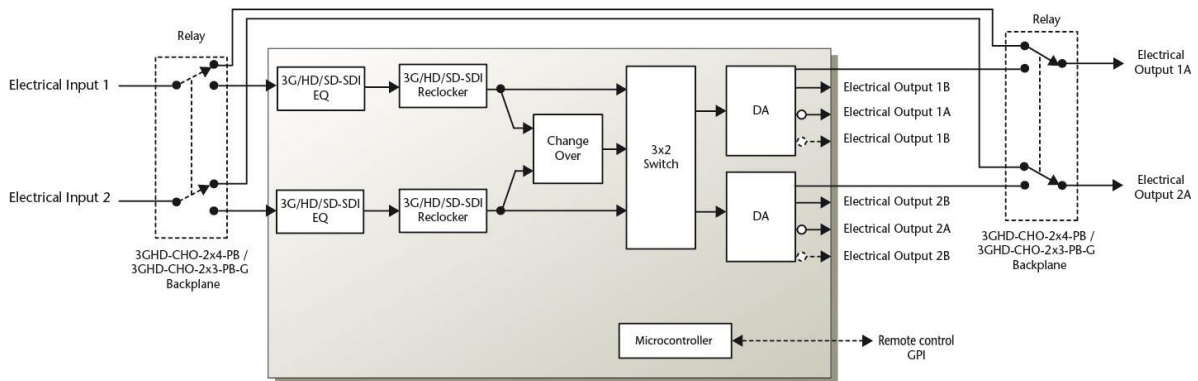 Relay
Electrical Input 1
Electrical Input 2
3GHD-CHO-2x4-PB /
3GHD-CHO-2x3-PB-G
Backplane
3G/HD/SD-SDI
EQ
3G/HD/SD-SDI
Reclocker
3G/HD/SD-SDI
EQ
3G/HD/SD-SDI
Reclocker
Change
Over
3x2
Switch
DA
DA
Electrical Output 1B
Electrical Output 1A
Electrical Output 1B
Electrical Output 2B
Electrical Output 2A
Electrical Output 2B
Microcontroller
Remote control
GPI
Relay
Electrical
Output 1A
Electrical
Output 2A
3GHD-CHO-2x4-PB /
3GHD-CHO-2x3-PB-G
Backplane